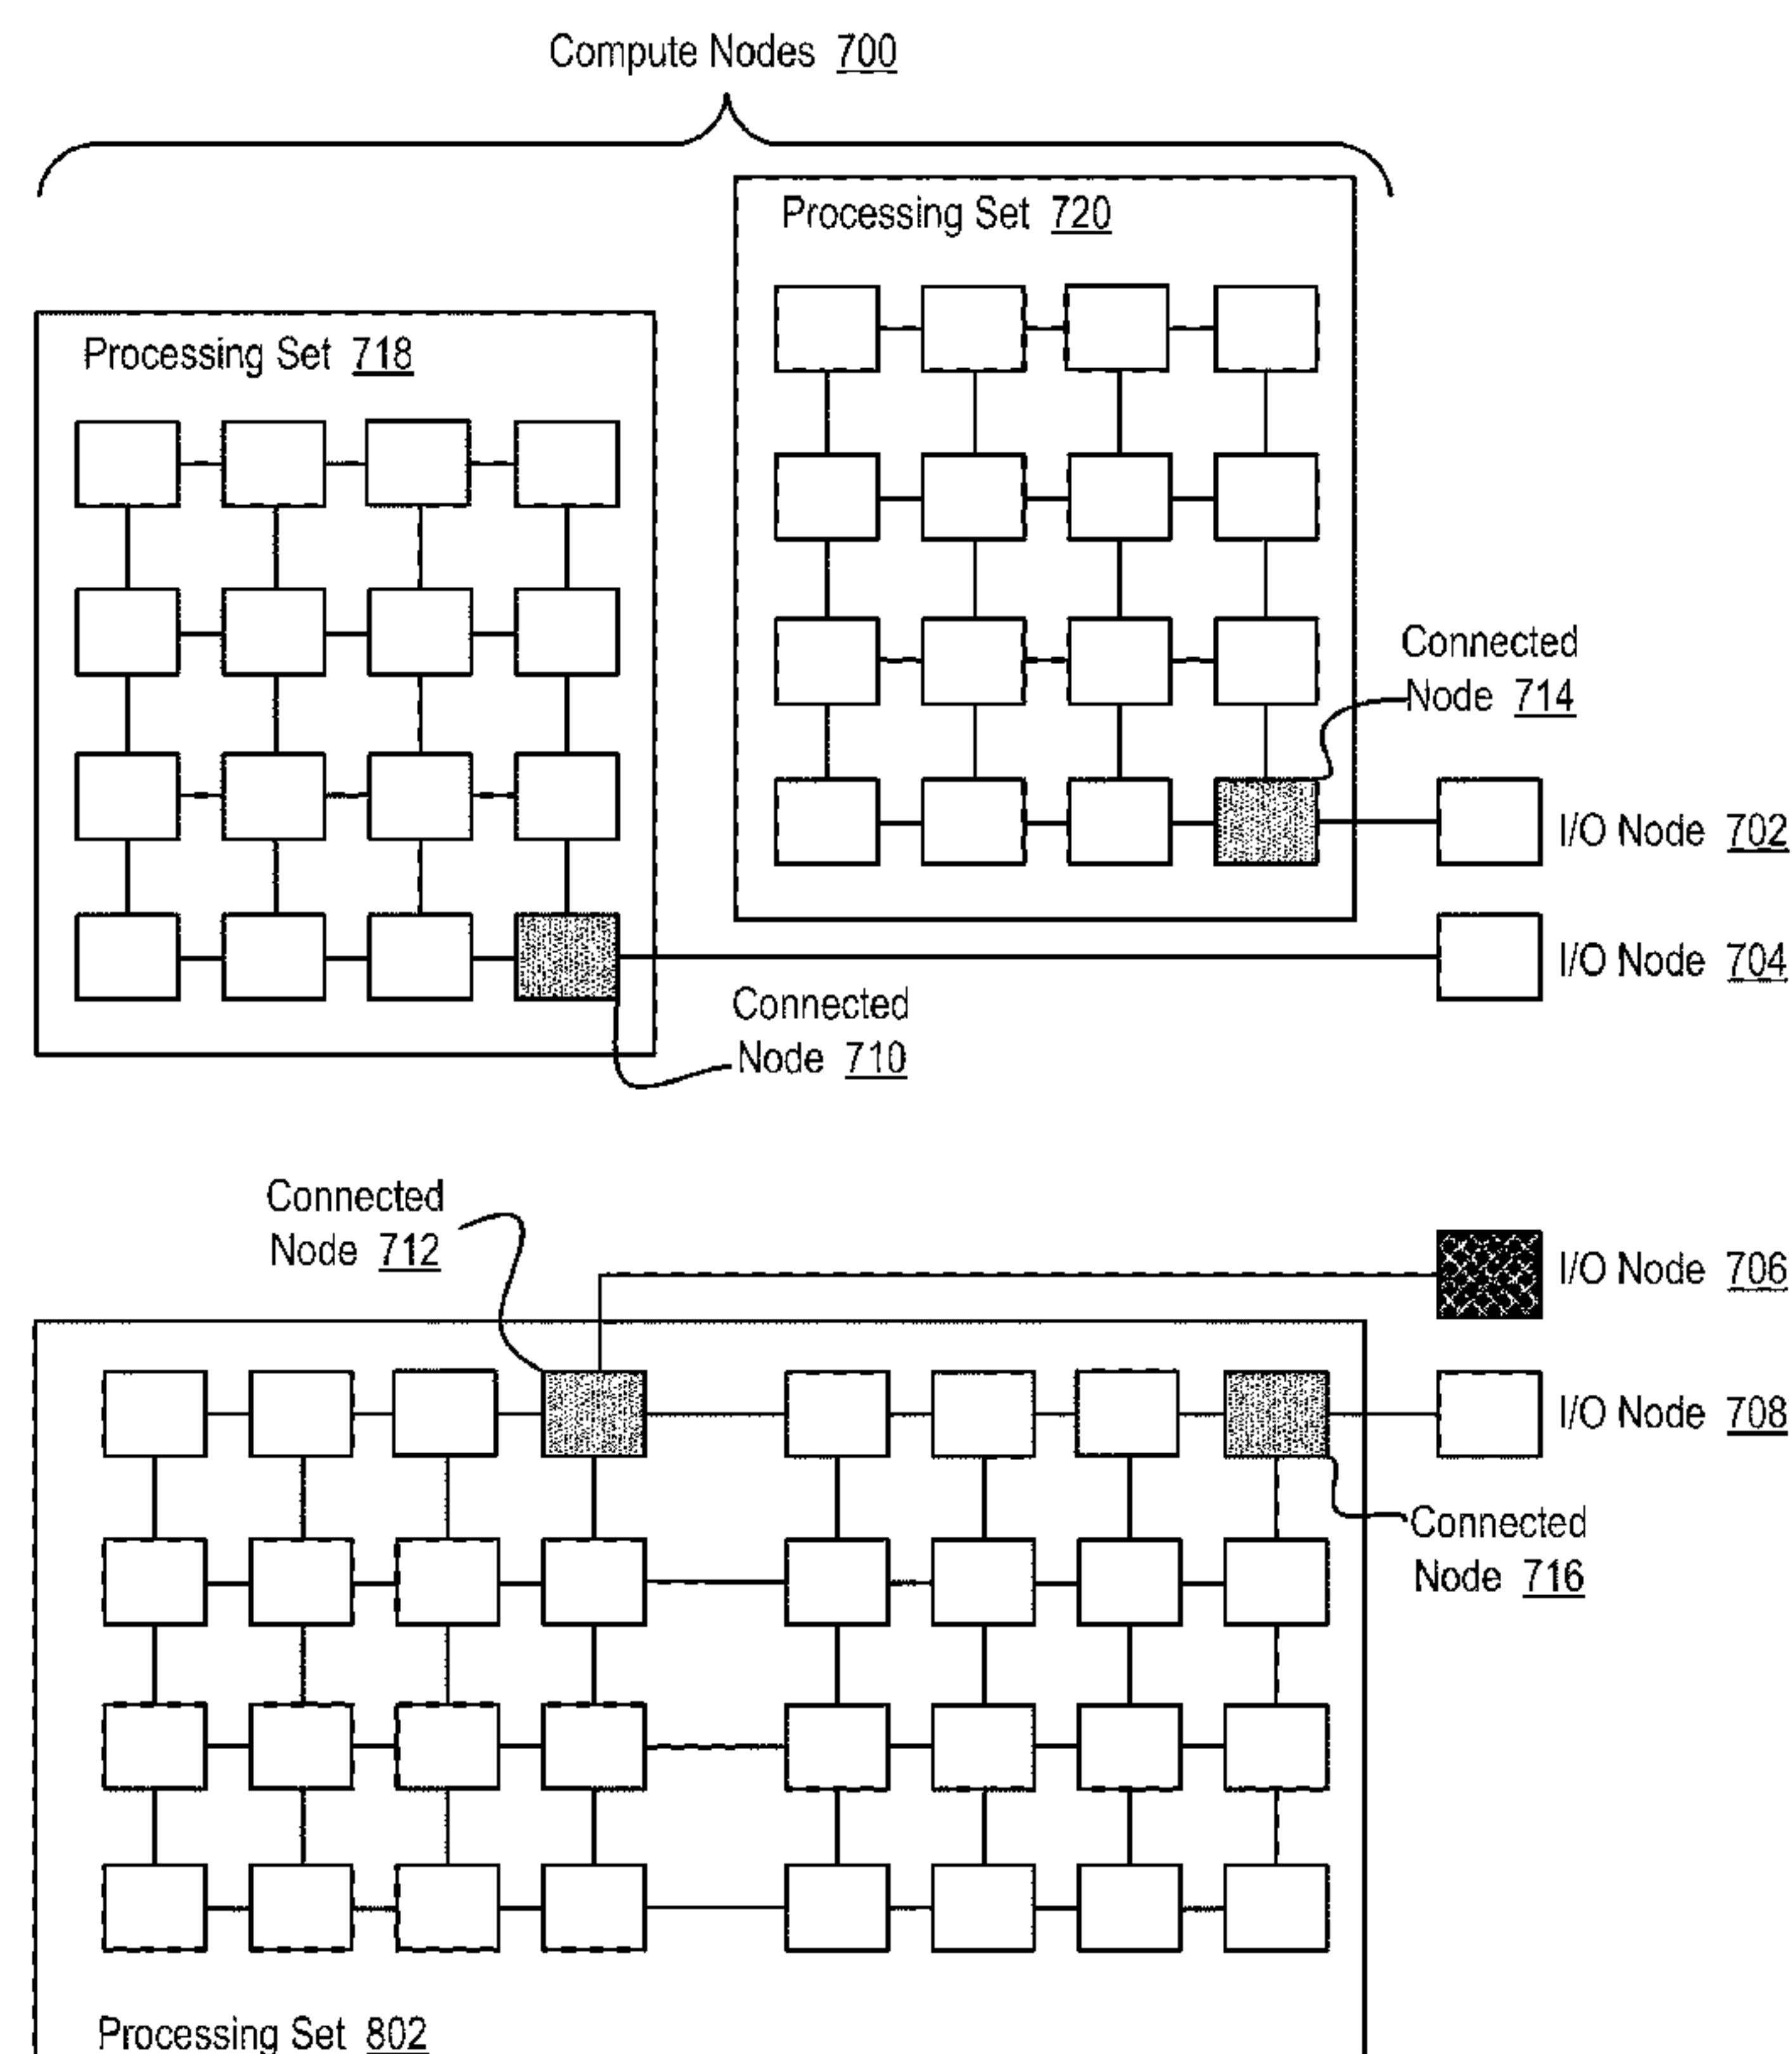 Compute Nodes 700
Processing Set 720
Processing Set 718
Connected
Node 714
I/O Node 702
I/O Node 704
Connected
Node 710
Connected
Node 712
I/O Node 706
I/O Node 708
Connected
Node 716
Processing Set 802